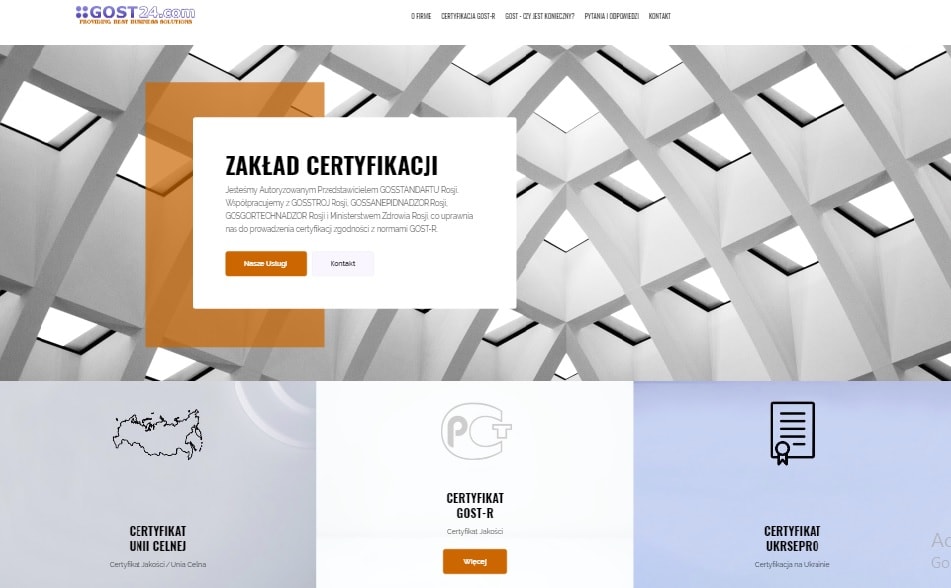 GOST24.com
PROVIDING BEST BUSINESS SOLUTIONS
O FIRMIE CERTYFIKACJA GOST-R GOST - CZY JEST KONIECZNY? PYTANIA I ODPOWIEDZI KONTAKT
ZAKŁAD CERTYFIKACJI
Jesteśmy Autoryzowanym Przedstawicielem GOSSTANDARTU Rosji.
Współpracujemy z GOSSTROJ Rosji, GOSSANEPIDNADZOR Rosji,
GOSGORTECHNADZOR Rosji i Ministerstwem Zdrowia Rosji, co uprawnia
nas do prowadzenia certyfikacji zgodności z normami GOST-R.
Nasze Usługi Kontakt
CERTYFIKAT
UNII CELNEJ
Certyfikat Jakości / Unia Celna
CERTYFIKAT
GOST-R
Certyfikat Jakości
Więcej
CERTYFIKAT
UKRSEPRO
Certyfikacja na Ukrainie